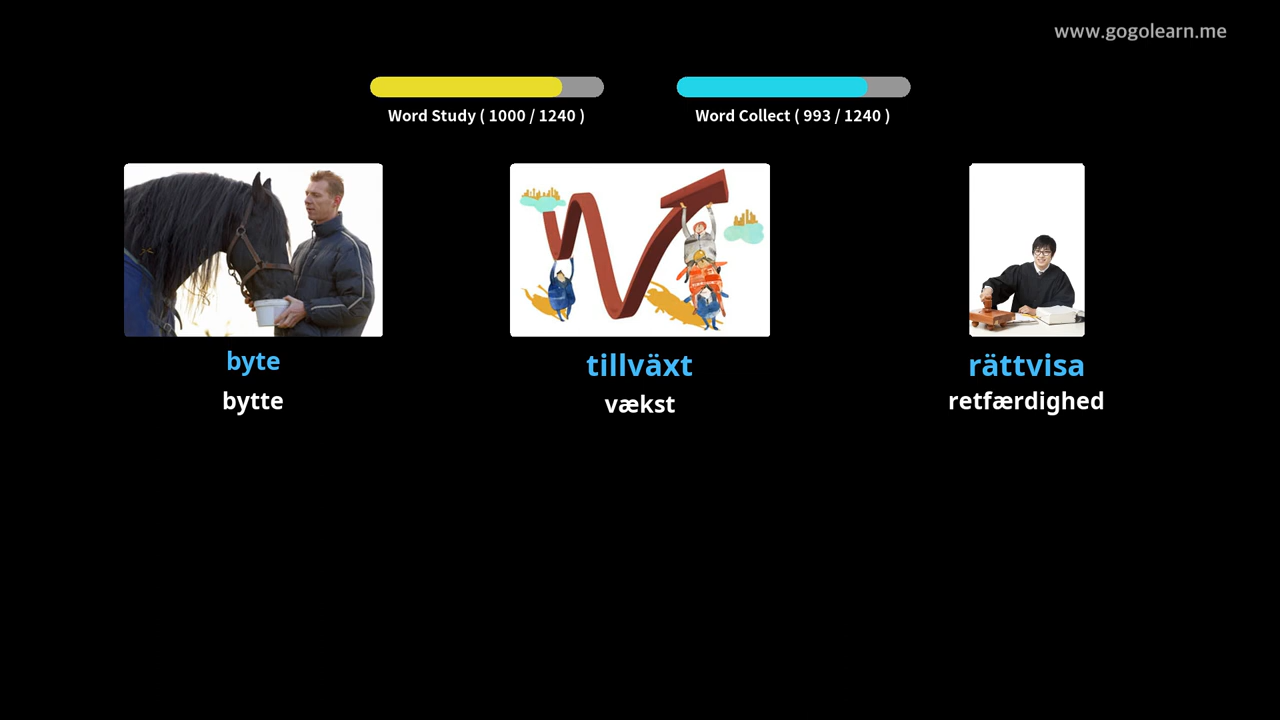 www.gogolearn.me
Word Study ( 1000 / 1240 )
Word Collect ( 993 / 1240 )
byte
tillväxt
rättvisa
bytte
vækst
retfærdighed